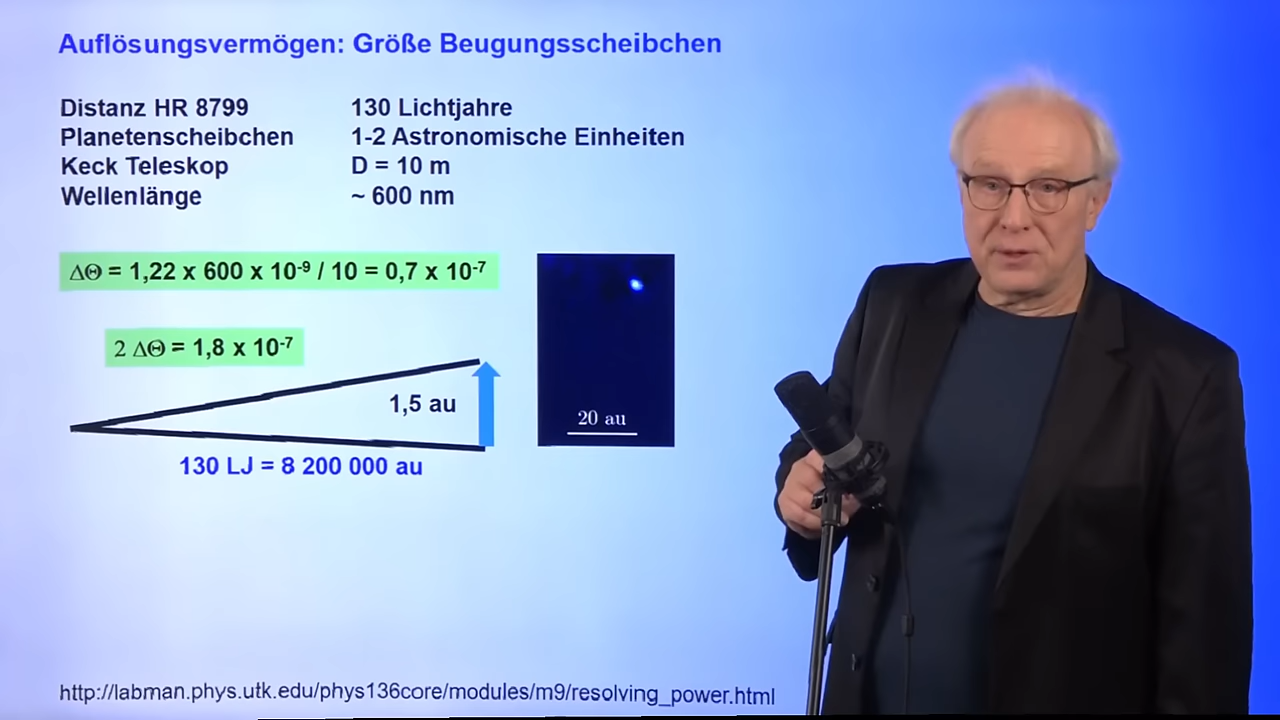 Auflösungsvermögen: Größe Beugungsscheibchen
Distanz HR 8799 130 Lichtjahre
Planetenscheibchen 1-2 Astronomische Einheiten
Keck Teleskop D = 10 m
Wellenlänge ~ 600 nm
ΔΘ = 1,22 x 600 x 10⁻⁹ / 10 = 0,7 x 10⁻⁷
2 ΔΘ = 1,8 x 10⁻⁷
1,5 au
130 LJ = 8 200 000 au
20 au
http://labman.phys.utk.edu/phys136core/modules/m9/resolving_power.html